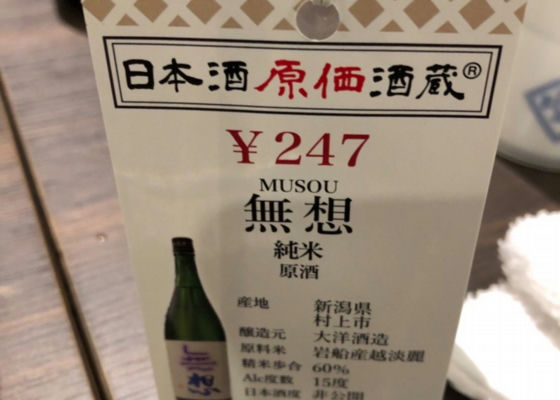 日本酒原価酒蔵®
￥247
MUSOU
無想
純米
原酒
産地 新潟県
村上市
醸造元 大洋酒造
原料米 岩船産越淡麗
精米歩合 60%
Alc度数 15度
日本酒度 非公開